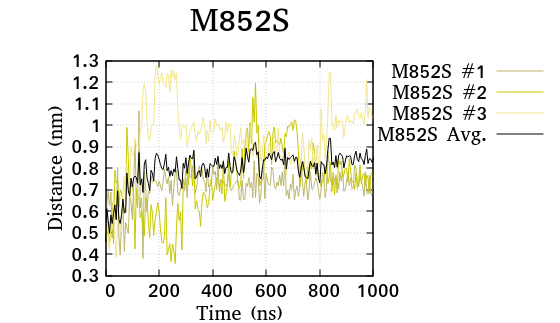 M852S
1.3
1.2
1.1
1
0.9
0.8
0.7
0.6
0.5
0.4
0.3
Distance (nm)
0 200 400 600 800 1000
Time (ns)
M852S #1
M852S #2
M852S #3
M852S Avg.